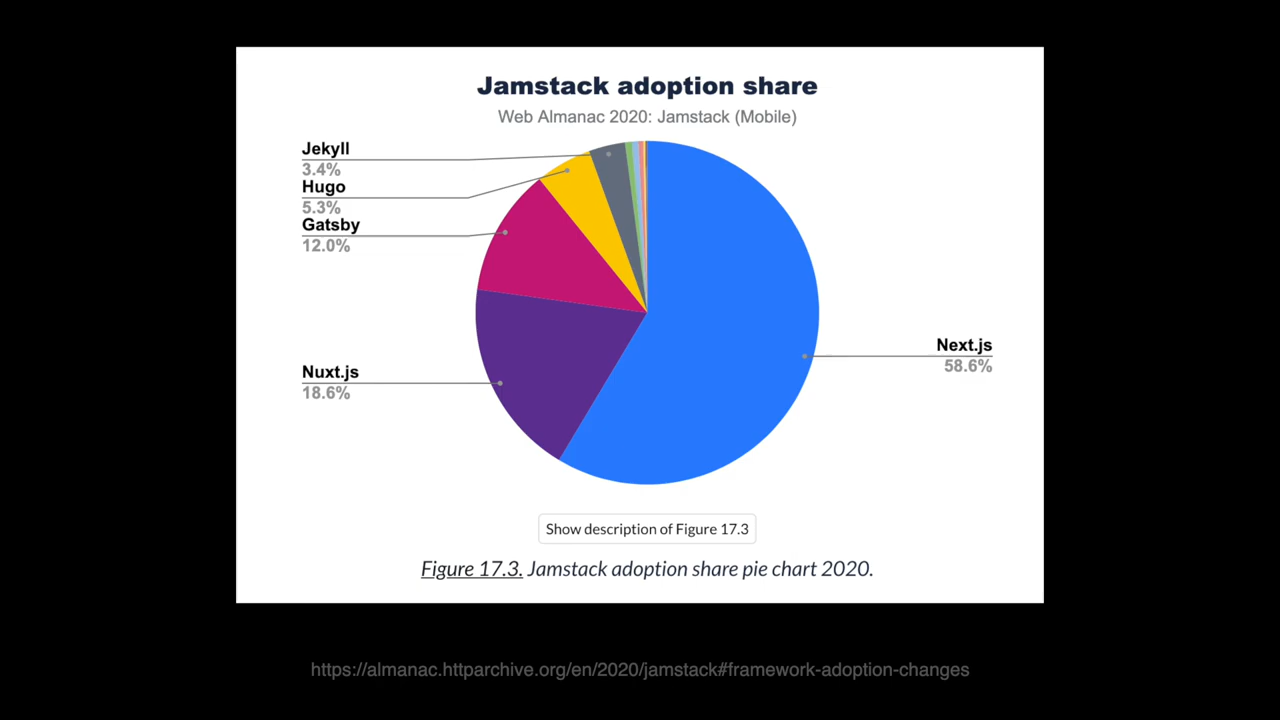 Jamstack adoption share
Web Almanac 2020: Jamstack (Mobile)
Jekyll
3.4%
Hugo
5.3%
Gatsby
12.0%
Nuxt.js
18.6%
Next.js
58.6%
Show description of Figure 17.3
Figure 17.3. Jamstack adoption share pie chart 2020.
https://almanac.httparchive.org/en/2020/jamstack#framework-adoption-changes